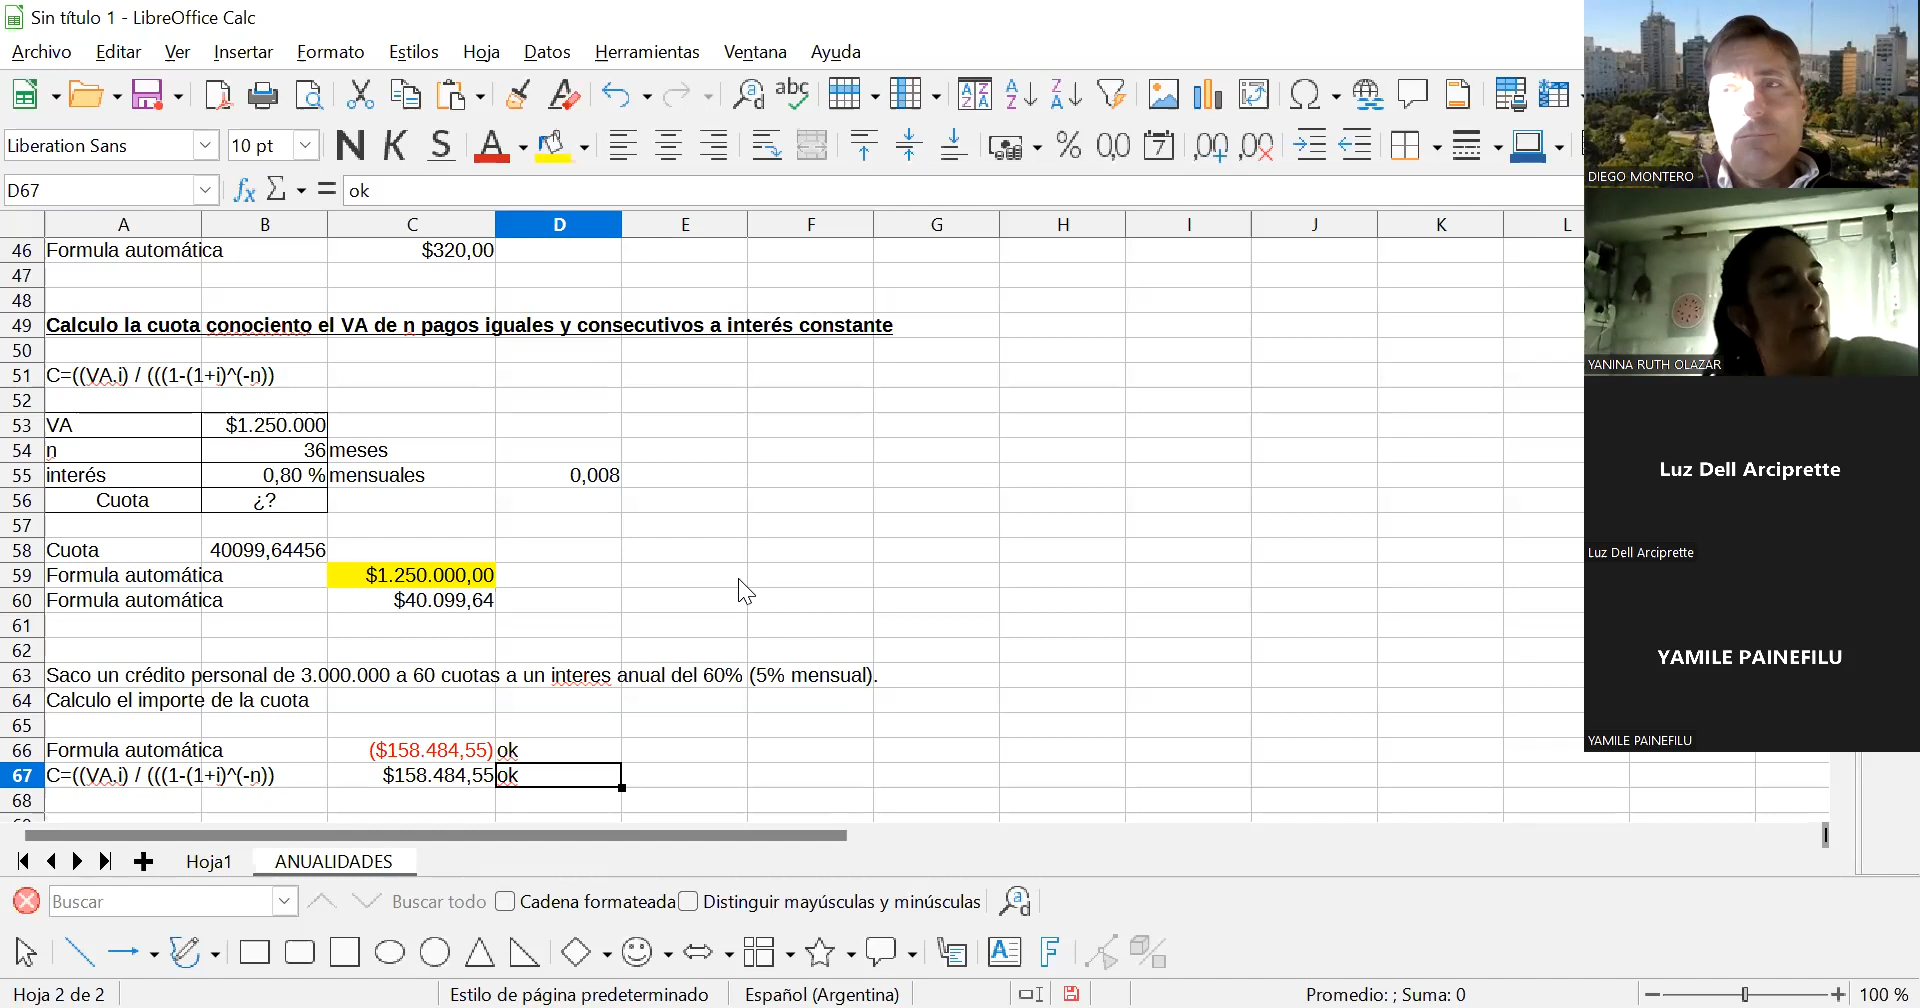 Sin título 1 - LibreOffice Calc
Archivo Editar Ver Insertar Formato Estilos Hoja Datos Herramientas Ventana Ayuda
Liberation Sans 10 pt N K S A % 0,0 7 ,00 ,00
D67 fx Σ = ok
A B C D E F G H I J K L
46 Formula automática $320,00
47
48
49 Calculo la cuota conociento el VA de n pagos iguales y consecutivos a interés constante
50
51 C=((VA.i) / (((1-(1+i)^(-n))
52
53 VA $1.250.000
54 n 36 meses
55 interés 0,80 % mensuales 0,008
56 Cuota ¿?
57
58 Cuota 40099,64456
59 Formula automática $1.250.000,00
60 Formula automática $40.099,64
61
62
63 Saco un crédito personal de 3.000.000 a 60 cuotas a un interes anual del 60% (5% mensual).
64 Calculo el importe de la cuota
65
66 Formula automática ($158.484,55) ok
67 C=((VA.i) / (((1-(1+i)^(-n)) $158.484,55 ok
68
Hoja1 ANUALIDADES
Buscar Buscar todo Cadena formateada Distinguir mayúsculas y minúsculas
Hoja 2 de 2 Estilo de página predeterminado Español (Argentina) Promedio: ; Suma: 0 100 %
DIEGO MONTERO
YANINA RUTH OLAZAR
Luz Dell Arciprette
Luz Dell Arciprette
YAMILE PAINEFILU
YAMILE PAINEFILU